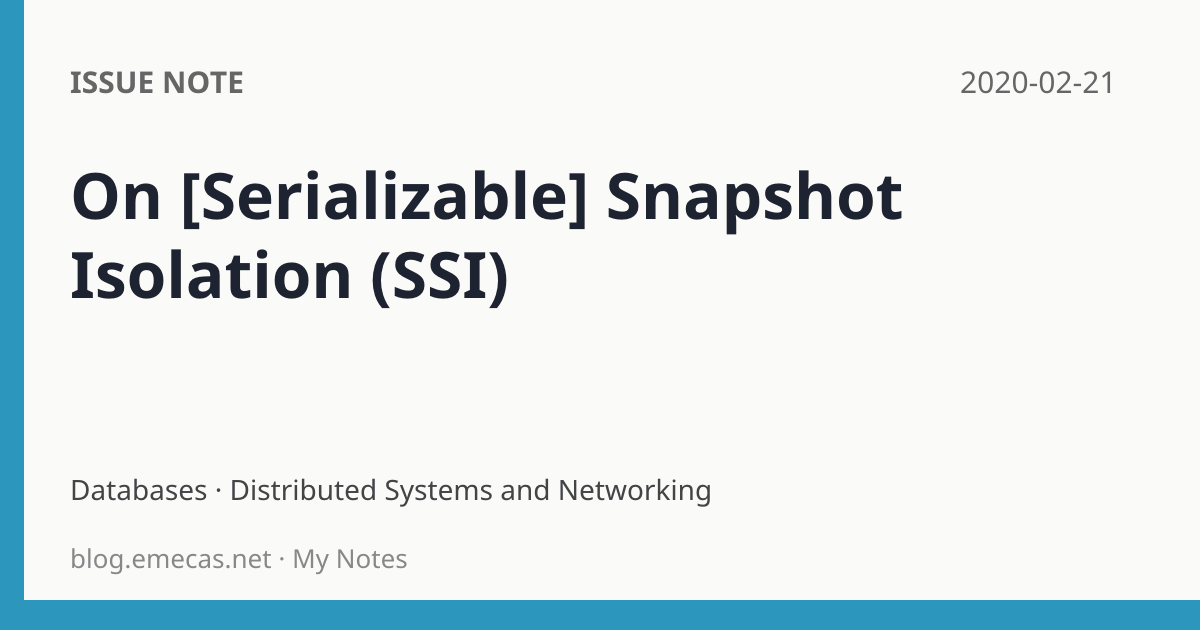 ISSUE NOTE
2020-02-21
On [Serializable] Snapshot
Isolation (SSI)
Databases · Distributed Systems and Networking
blog.emecas.net · My Notes